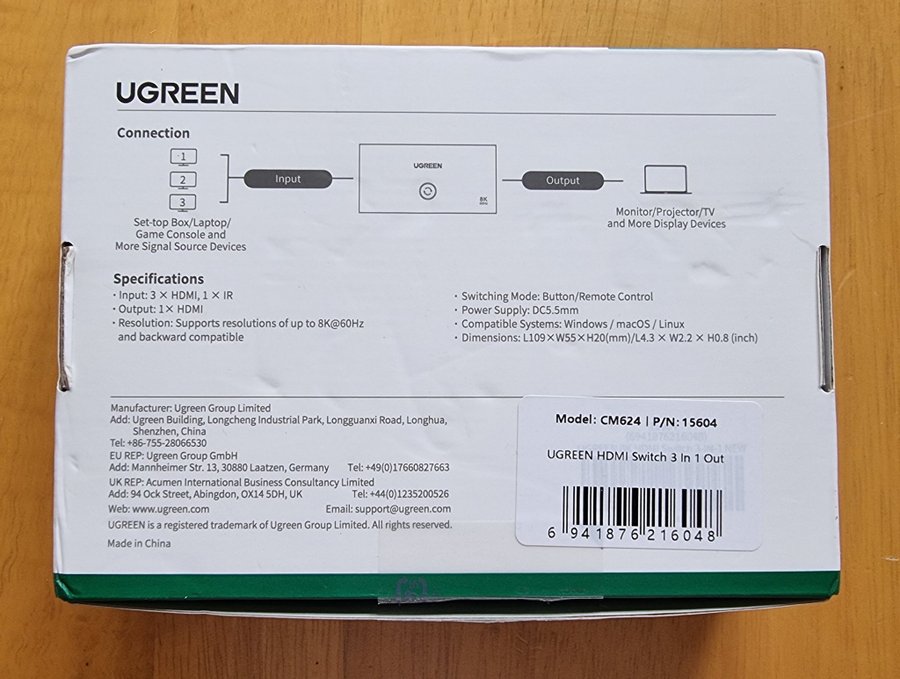 UGREEN
Connection
1
2
3
Input
UGREEN
8K
60Hz
Output
Set-top Box/Laptop/
Game Console and
More Signal Source Devices
Monitor/Projector/TV
and More Display Devices
Specifications
· Input: 3 × HDMI, 1 × IR
· Output: 1× HDMI
· Resolution: Supports resolutions of up to 8K@60Hz
and backward compatible
· Switching Mode: Button/Remote Control
· Power Supply: DC5.5mm
· Compatible Systems: Windows / macOS / Linux
· Dimensions: L109×W55×H20(mm)/L4.3 × W2.2 × H0.8 (inch)
Manufacturer: Ugreen Group Limited
Add: Ugreen Building, Longcheng Industrial Park, Longguanxi Road, Longhua,
Shenzhen, China
Tel: +86-755-28066530
EU REP: Ugreen Group GmbH
Add: Mannheimer Str. 13, 30880 Laatzen, Germany Tel: +49(0)17660827663
UK REP: Acumen International Business Consultancy Limited
Add: 94 Ock Street, Abingdon, OX14 5DH, UK Tel: +44(0)1235200526
Web: www.ugreen.com Email: support@ugreen.com
UGREEN is a registered trademark of Ugreen Group Limited. All rights reserved.
Made in China
Model: CM624 | P/N: 15604
UGREEN HDMI Switch 3 In 1 Out
6 941876 216048